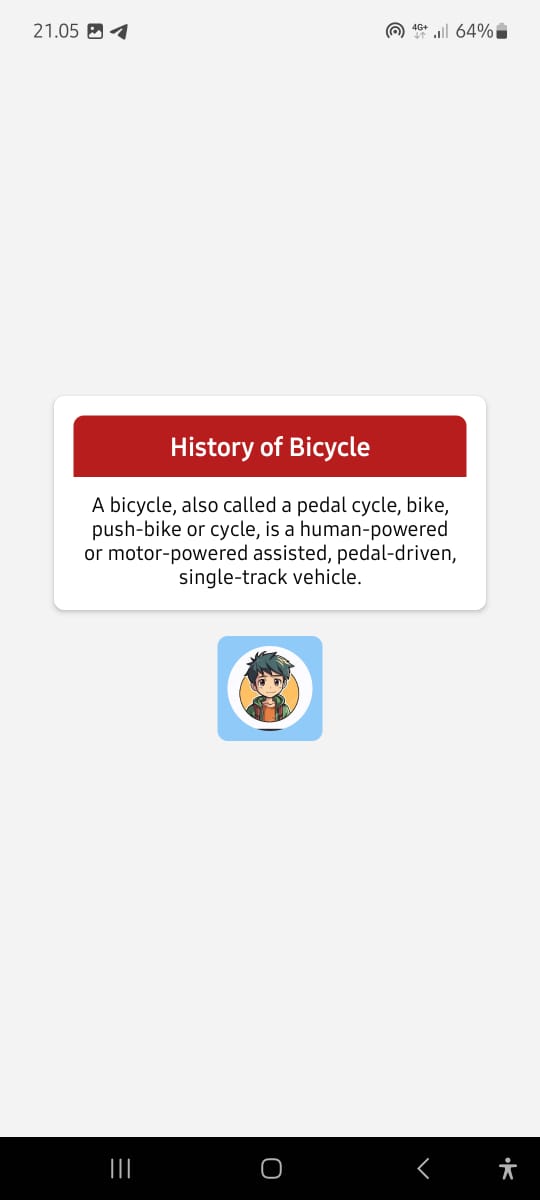 21.05
4G+
64%
History of Bicycle
A bicycle, also called a pedal cycle, bike,
push-bike or cycle, is a human-powered
or motor-powered assisted, pedal-driven,
single-track vehicle.